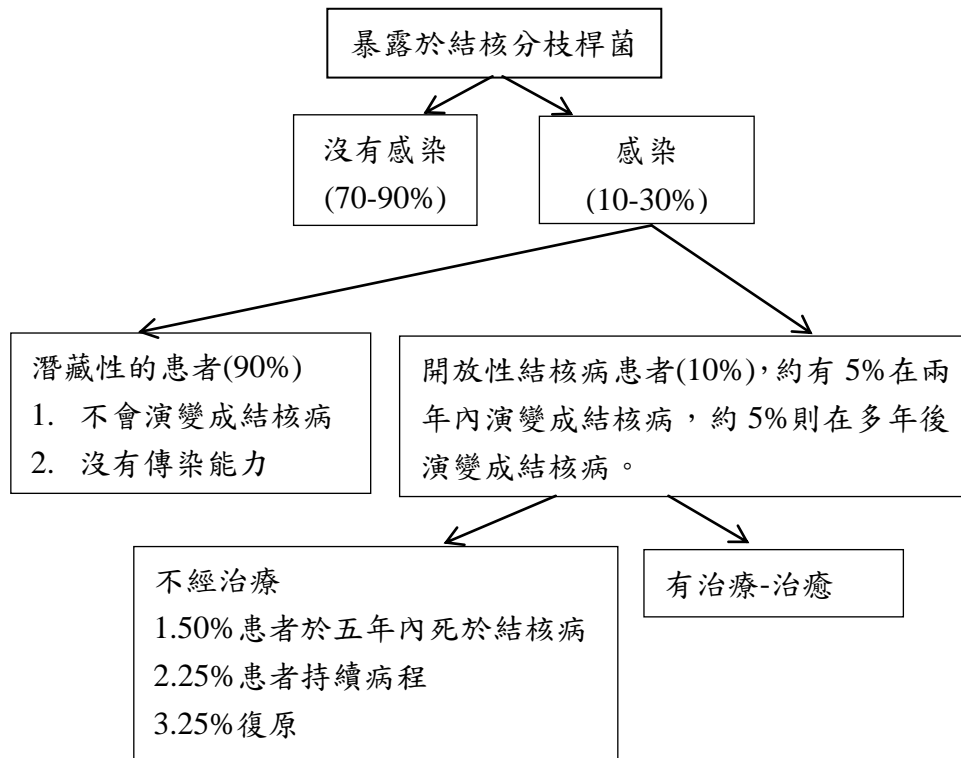 暴露於結核分枝桿菌
沒有感染
(70-90%)
感染
(10-30%)
潛藏性的患者(90%)
1. 不會演變成結核病
2. 沒有傳染能力
開放性結核病患者(10%)，約有 5%在兩
年內演變成結核病，約 5%則在多年後
演變成結核病。
不經治療
1.50%患者於五年內死於結核病
2.25%患者持續病程
3.25%復原
有治療-治癒